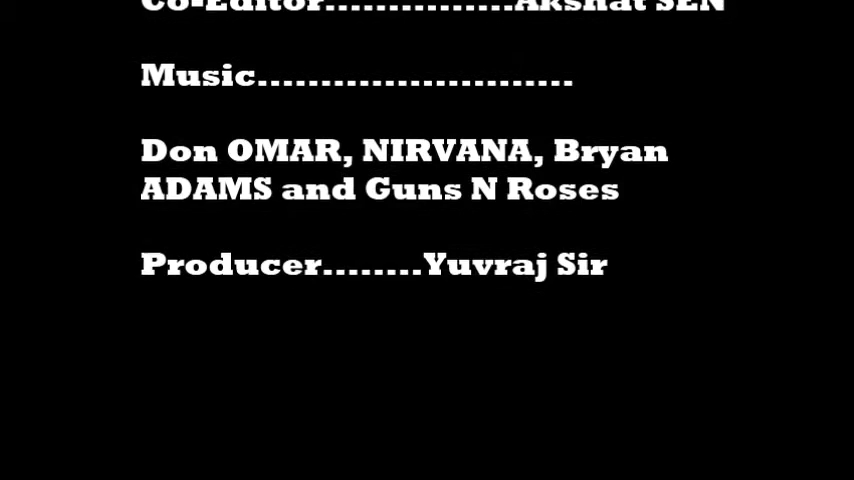 Co-Editor...............Akshat SEN
Music.........................
Don OMAR, NIRVANA, Bryan
ADAMS and Guns N Roses
Producer........Yuvraj Sir